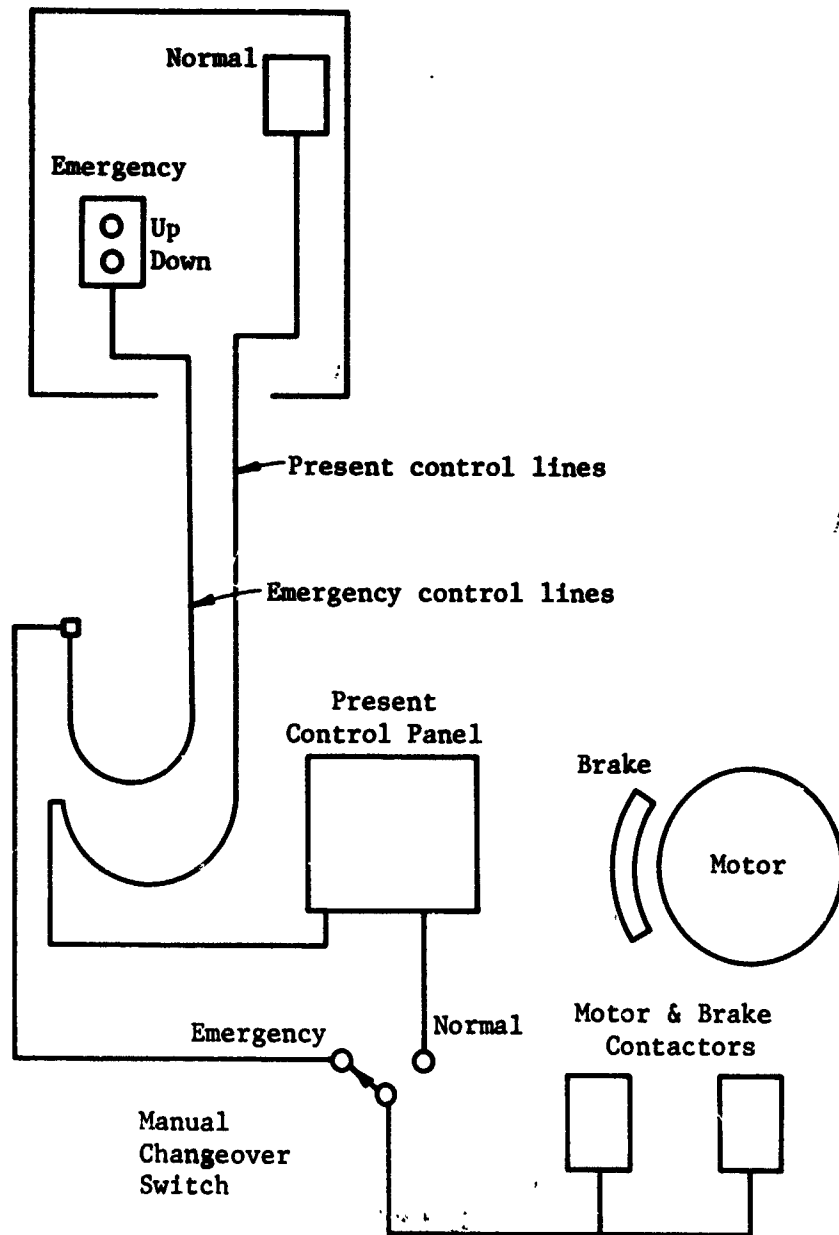 Normal
Emergency
Up
Down
Present control lines
Emergency control lines
Present
Control Panel
Brake
Motor
Emergency
Normal
Motor & Brake
Contactors
Manual
Changeover
Switch